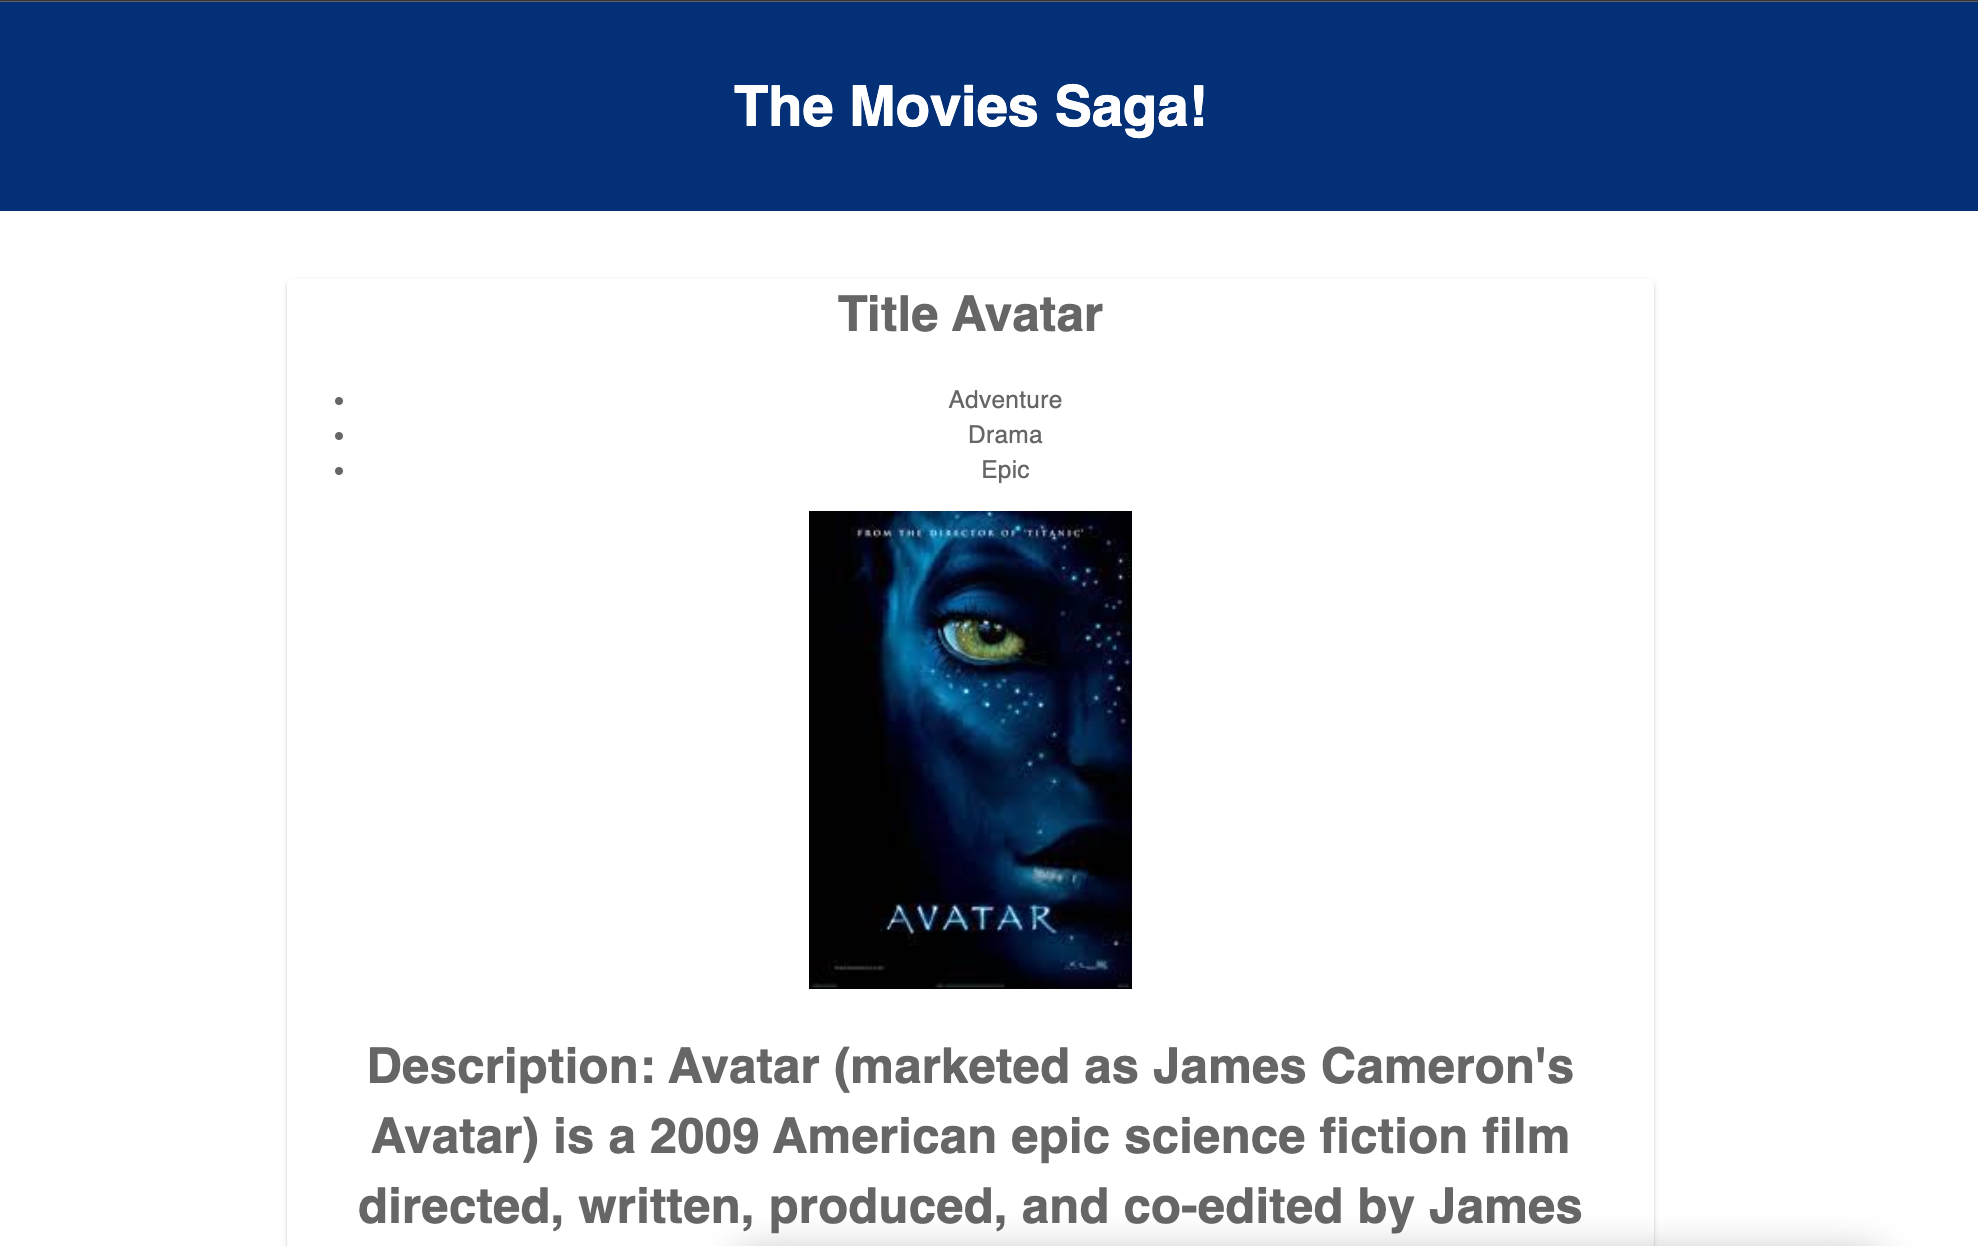 The Movies Saga!
Title Avatar
Adventure
Drama
Epic
FROM THE DIRECTOR OF 'TITANIC'
AVATAR
Description: Avatar (marketed as James Cameron's
Avatar) is a 2009 American epic science fiction film
directed, written, produced, and co-edited by James